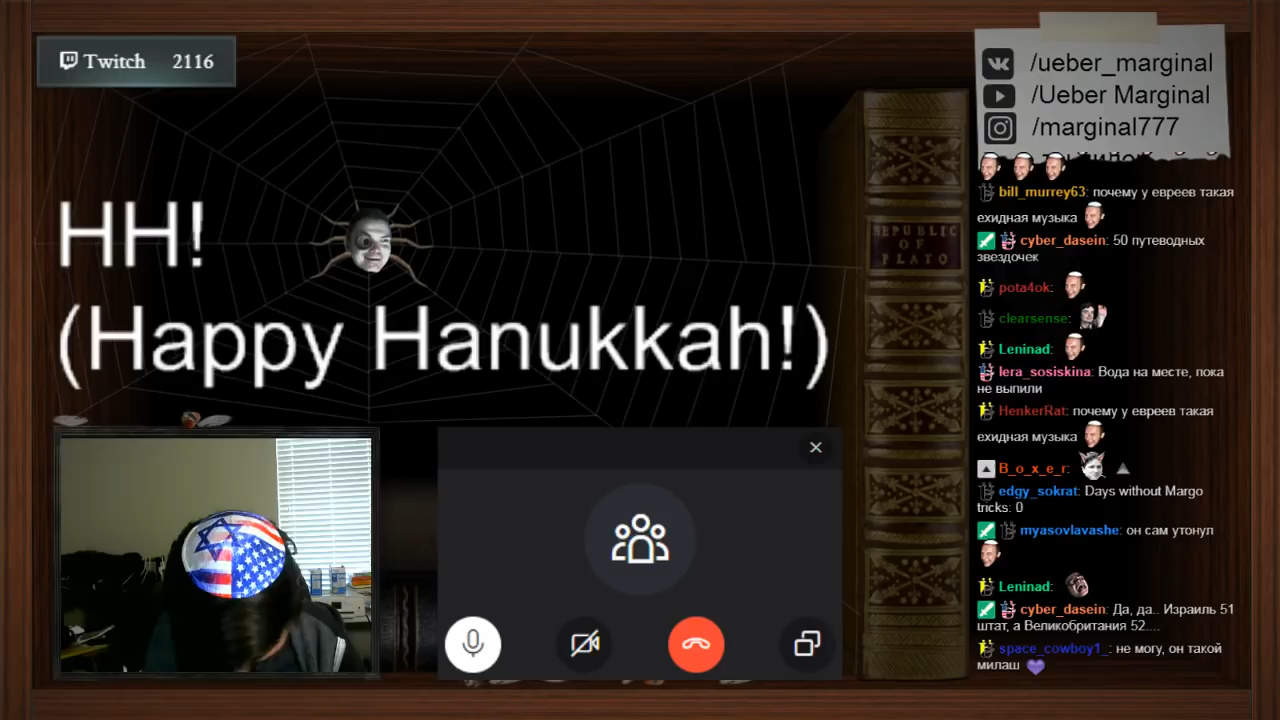 Twitch 2116
HH!
(Happy Hanukkah!)
REPUBLIC
OF
PLATO
/ueber_marginal
/Ueber Marginal
/marginal777
bill_murrey63: почему у евреев такая
ехидная музыка
cyber_dasein: 50 путеводных
звездочек
pota4ok:
clearsense:
Leninad:
lera_sosiskina: Вода на месте, пока
не выпили
HenkerRat: почему у евреев такая
ехидная музыка
B_o_x_e_r:
edgy_sokrat: Days without Margo
tricks: 0
myasovlavashe: он сам утонул
Leninad:
cyber_dasein: Да, да.. Израиль 51
штат, а Великобритания 52....
space_cowboy1_: не могу, он такой
милаш